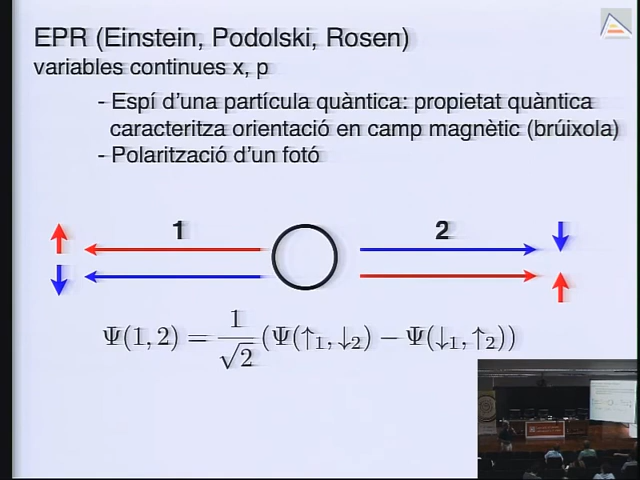 EPR (Einstein, Podolski, Rosen)
variables continues x, p
- Espí d'una partícula quàntica: propietat quàntica
caracteritza orientació en camp magnètic (brúixola)
- Polarització d'un fotó
1 2
Ψ(1, 2) = 1/√2 (Ψ(↑₁, ↓₂) − Ψ(↓₁, ↑₂))